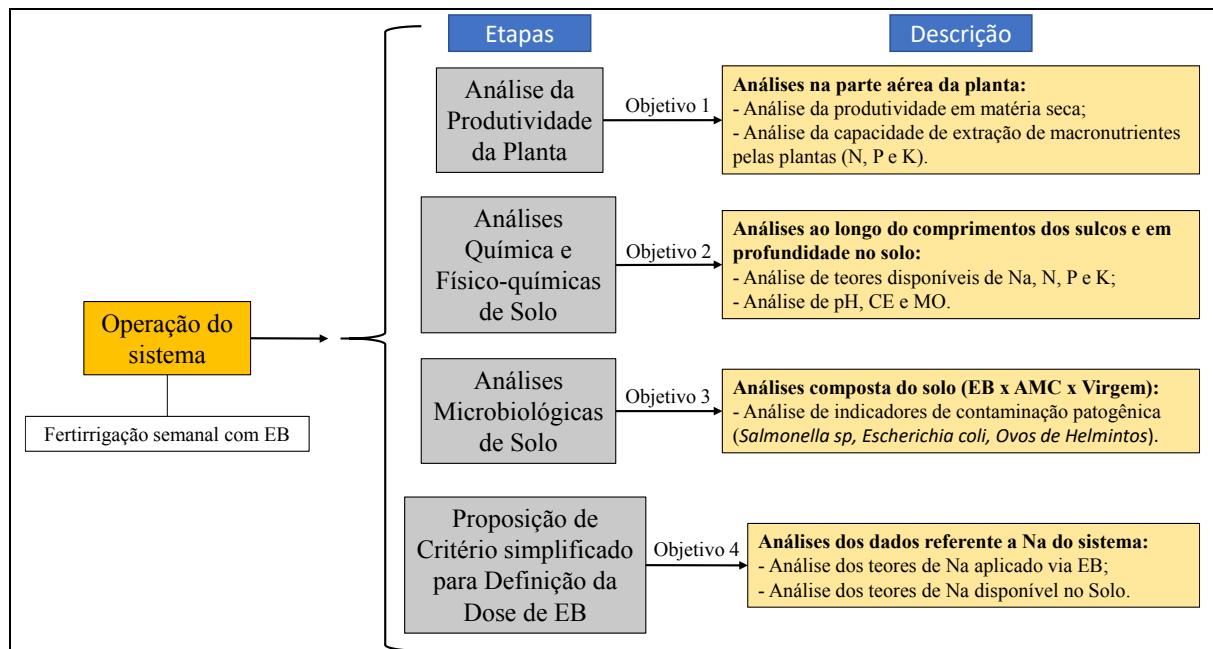 Etapas
Descrição
Análise da
Produtividade
da Planta
Objetivo 1
Análises na parte aérea da planta:
- Análise da produtividade em matéria seca;
- Análise da capacidade de extração de macronutrientes
pelas plantas (N, P e K).
Análises
Química e
Físico-químicas
de Solo
Objetivo 2
Análises ao longo do comprimentos dos sulcos e em
profundidade no solo:
- Análise de teores disponíveis de Na, N, P e K;
- Análise de pH, CE e MO.
Operação do
sistema
Fertirrigação semanal com EB
Análises
Microbiológicas
de Solo
Objetivo 3
Análises composta do solo (EB x AMC x Virgem):
- Análise de indicadores de contaminação patogênica
(Salmonella sp, Escherichia coli, Ovos de Helmintos).
Proposição de
Critério simplificado
para Definição da
Dose de EB
Objetivo 4
Análises dos dados referente a Na do sistema:
- Análise dos teores de Na aplicado via EB;
- Análise dos teores de Na disponível no Solo.